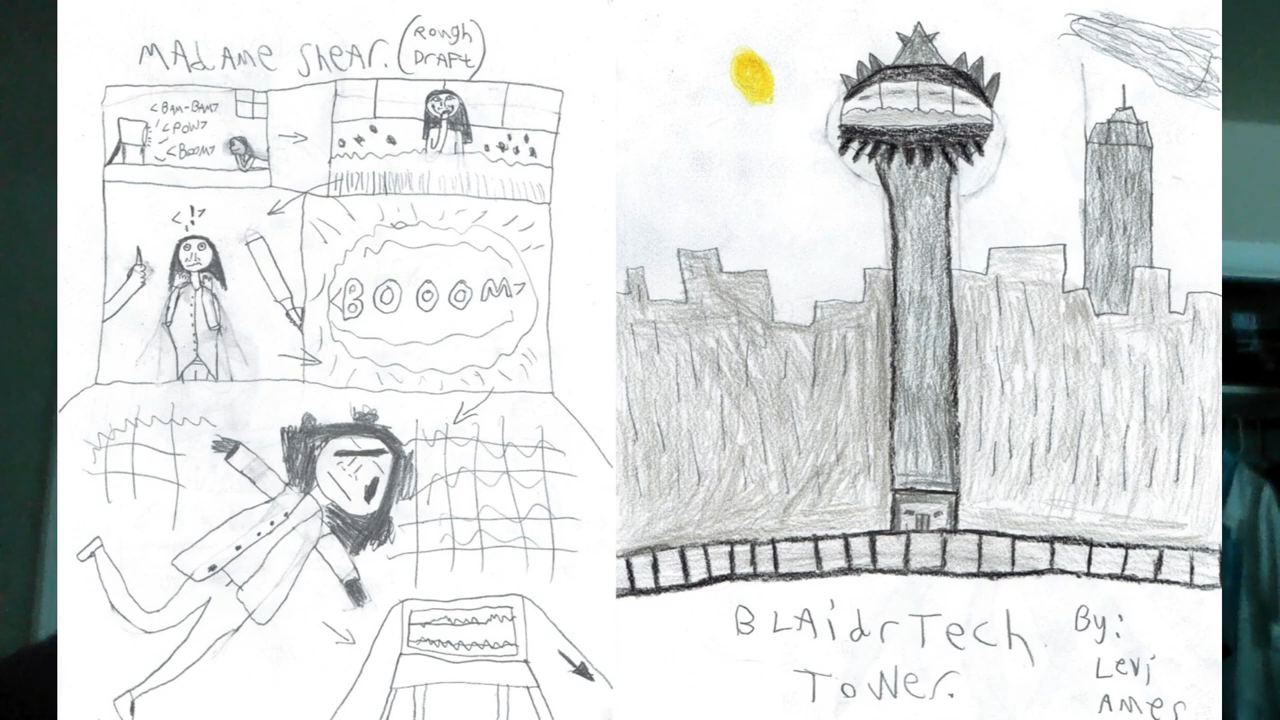 MAdAme Shear.
(Rough
DrAFt)
<BAM-BAM>
<POW>
<BOOM>
<!>
<BOOOM>
BLAidrTech
Tower.
By:
Levi
Ames